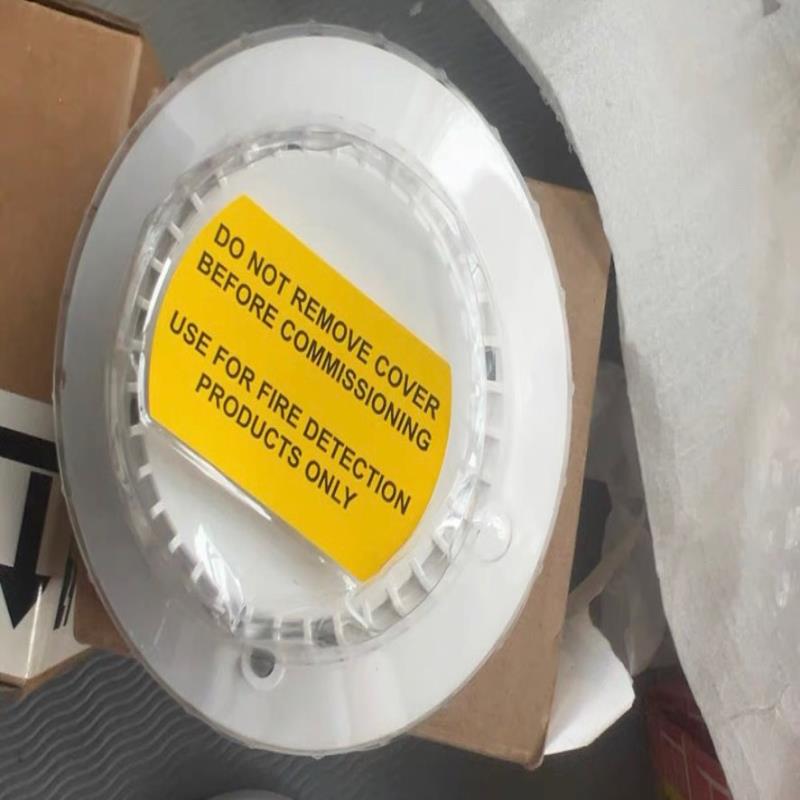 DO NOT REMOVE COVER
BEFORE COMMISSIONING
USE FOR FIRE DETECTION
PRODUCTS ONLY